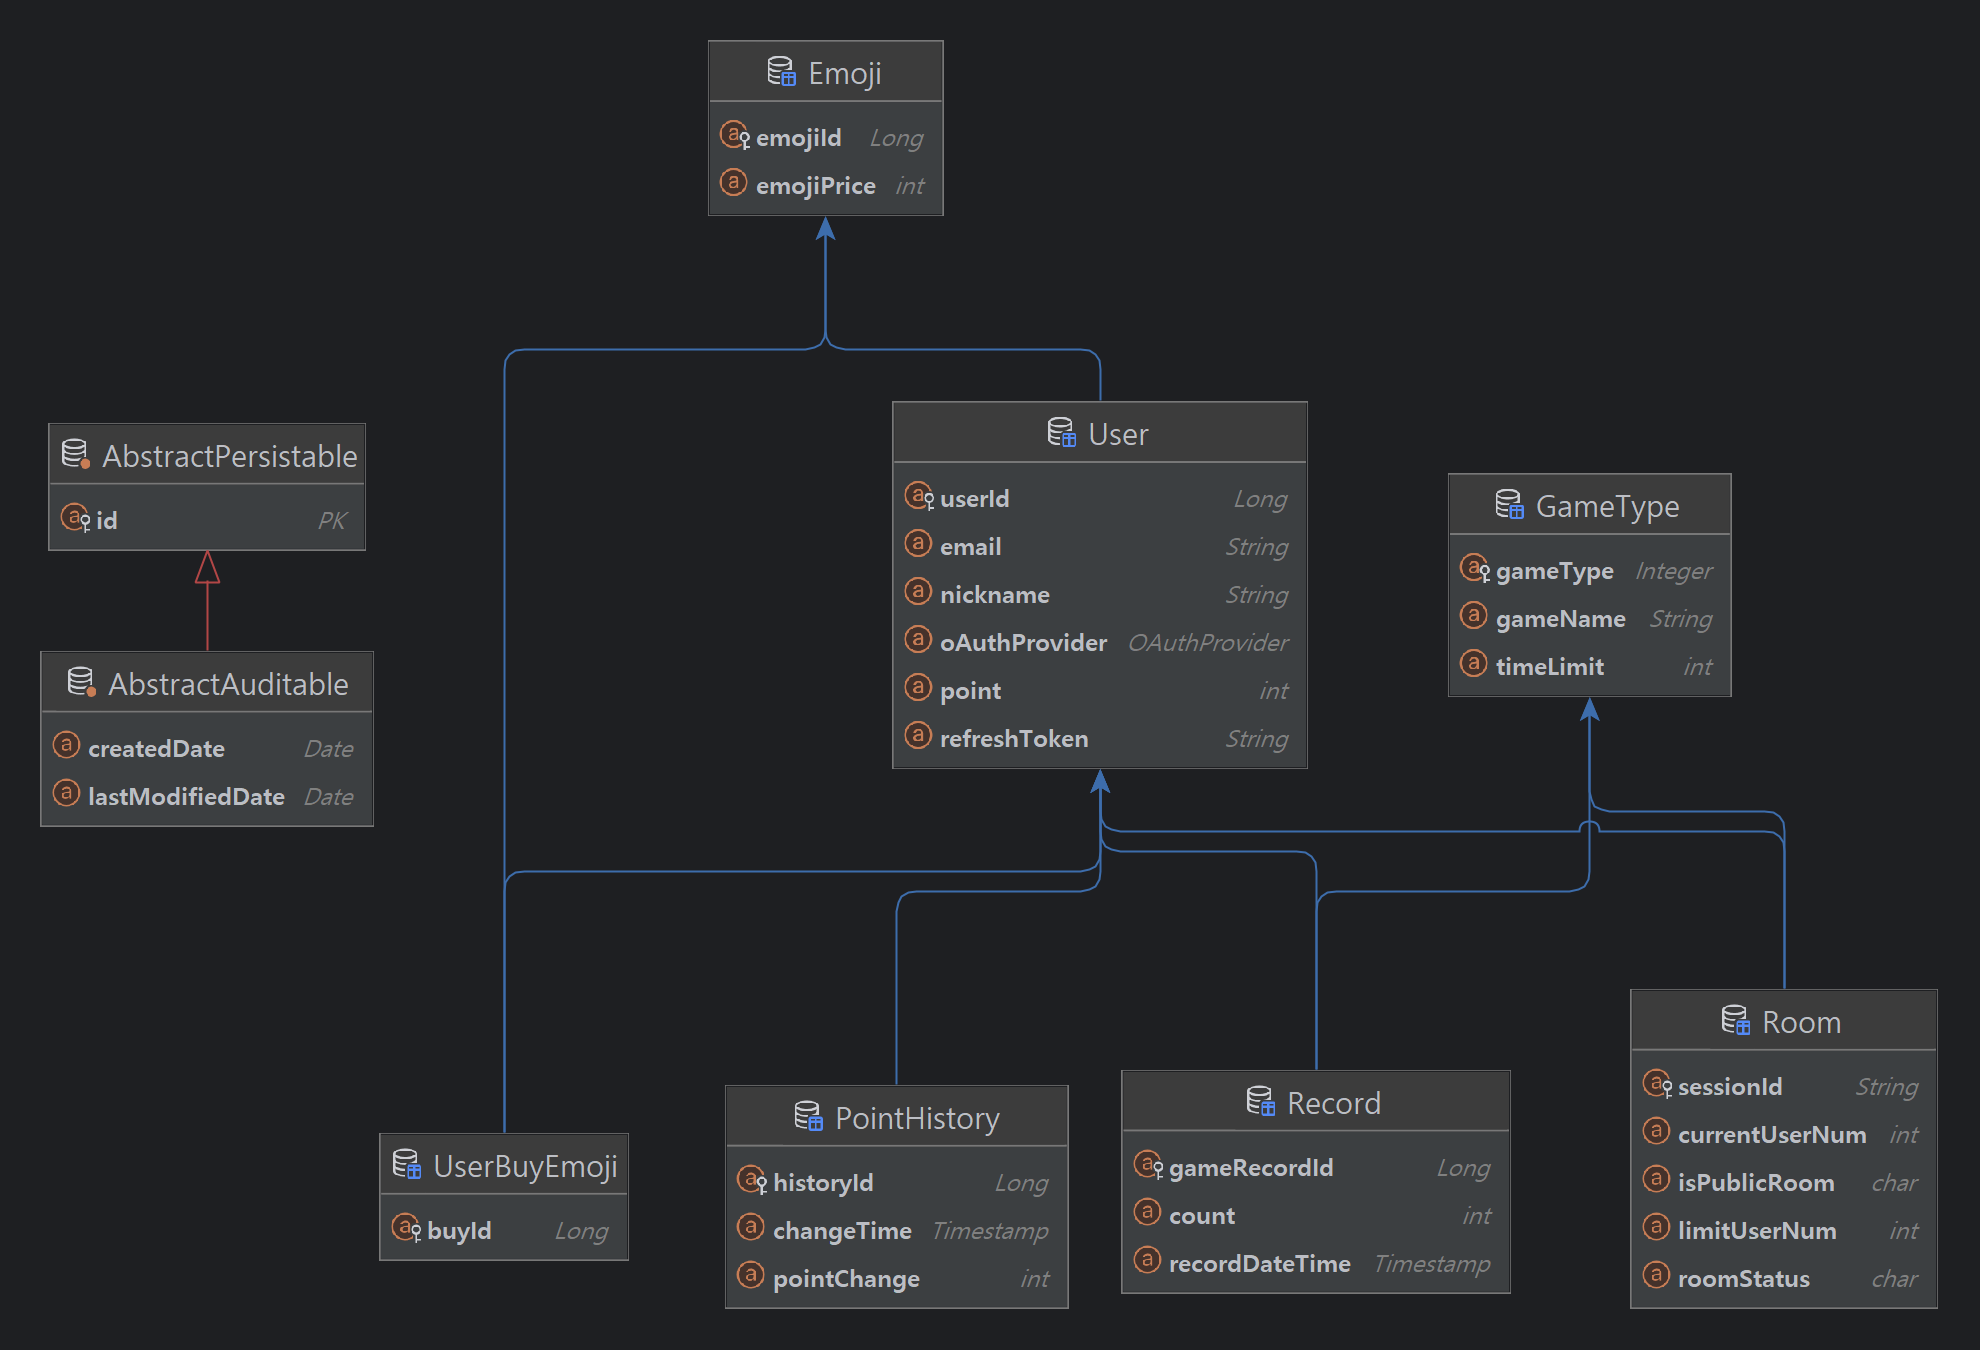 Emoji
emojiId Long
emojiPrice int
AbstractPersistable
id PK
AbstractAuditable
createdDate Date
lastModifiedDate Date
User
userId Long
email String
nickname String
oAuthProvider OAuthProvider
point int
refreshToken String
GameType
gameType Integer
gameName String
timeLimit int
UserBuyEmoji
buyId Long
PointHistory
historyId Long
changeTime Timestamp
pointChange int
Record
gameRecordId Long
count int
recordDateTime Timestamp
Room
sessionId String
currentUserNum int
isPublicRoom char
limitUserNum int
roomStatus char